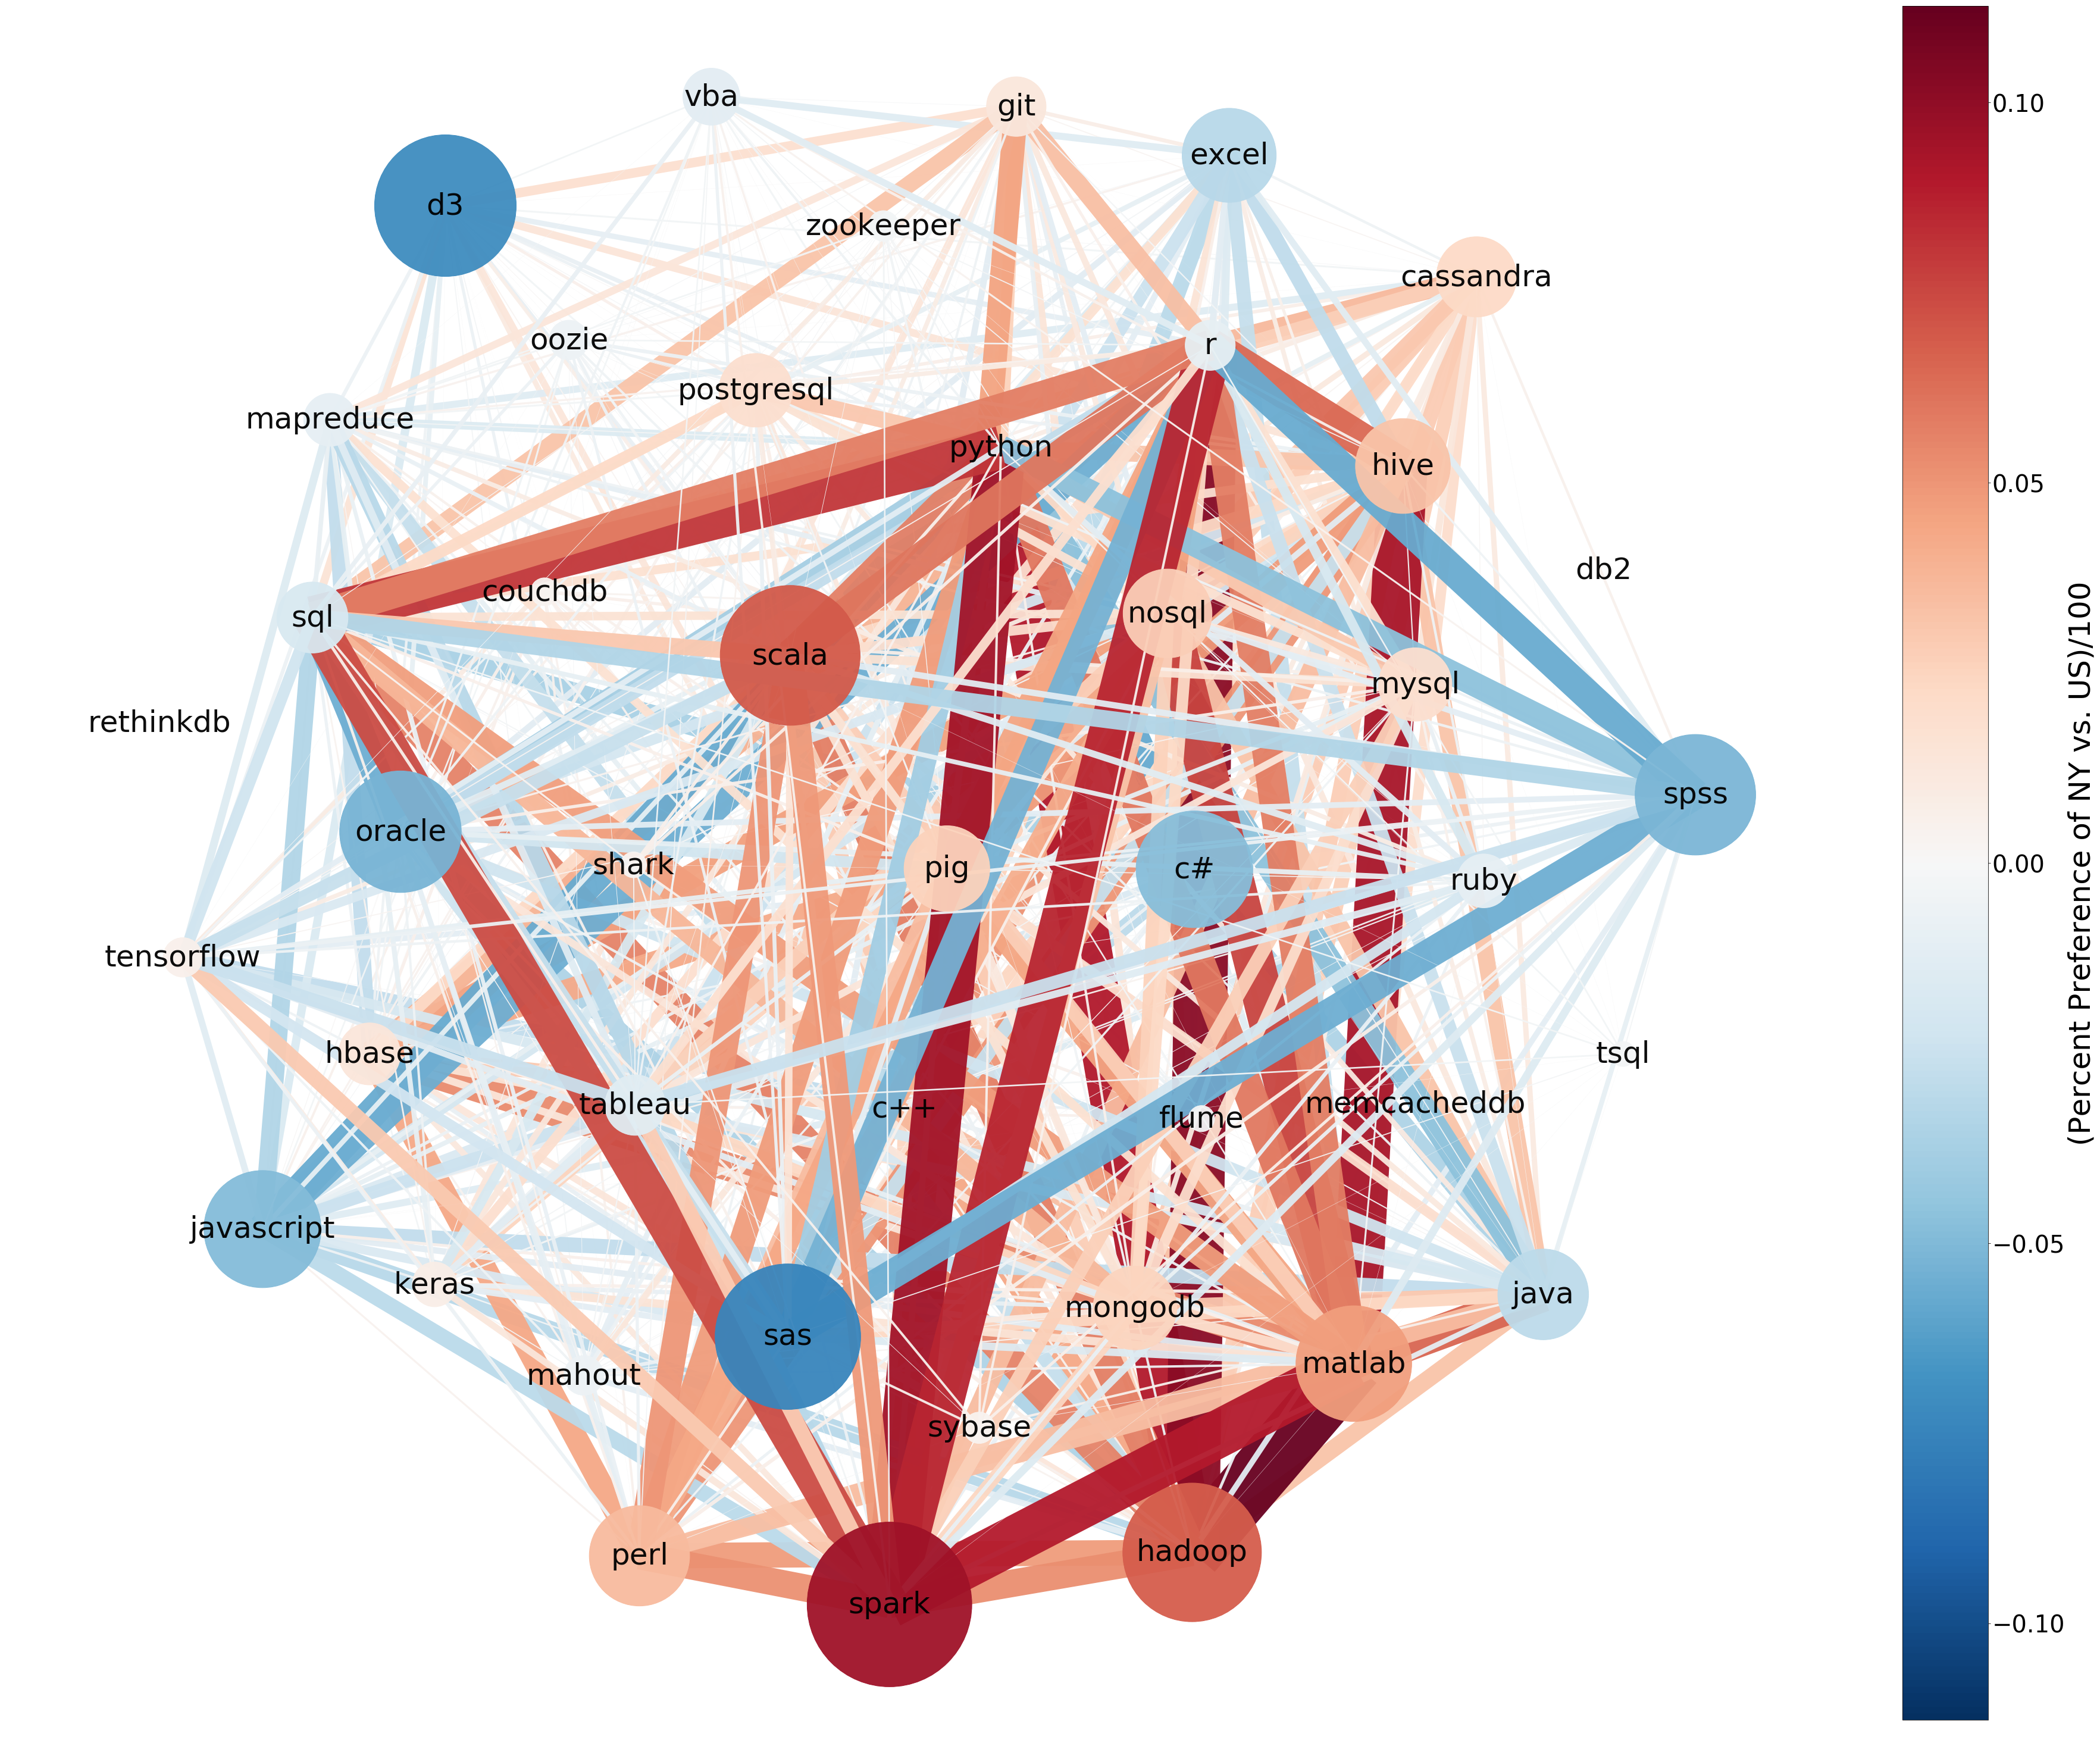 vba
git
excel
d3
zookeeper
cassandra
oozie
r
postgresql
mapreduce
python
hive
db2
couchdb
sql
nosql
scala
mysql
rethinkdb
spss
oracle
shark
pig
c#
ruby
tensorflow
hbase
tsql
tableau
c++
flume
memcacheddb
javascript
keras
mongodb
java
sas
matlab
mahout
sybase
perl
hadoop
spark
0.10
0.05
0.00
−0.05
−0.10
(Percent Preference of NY vs. US)/100